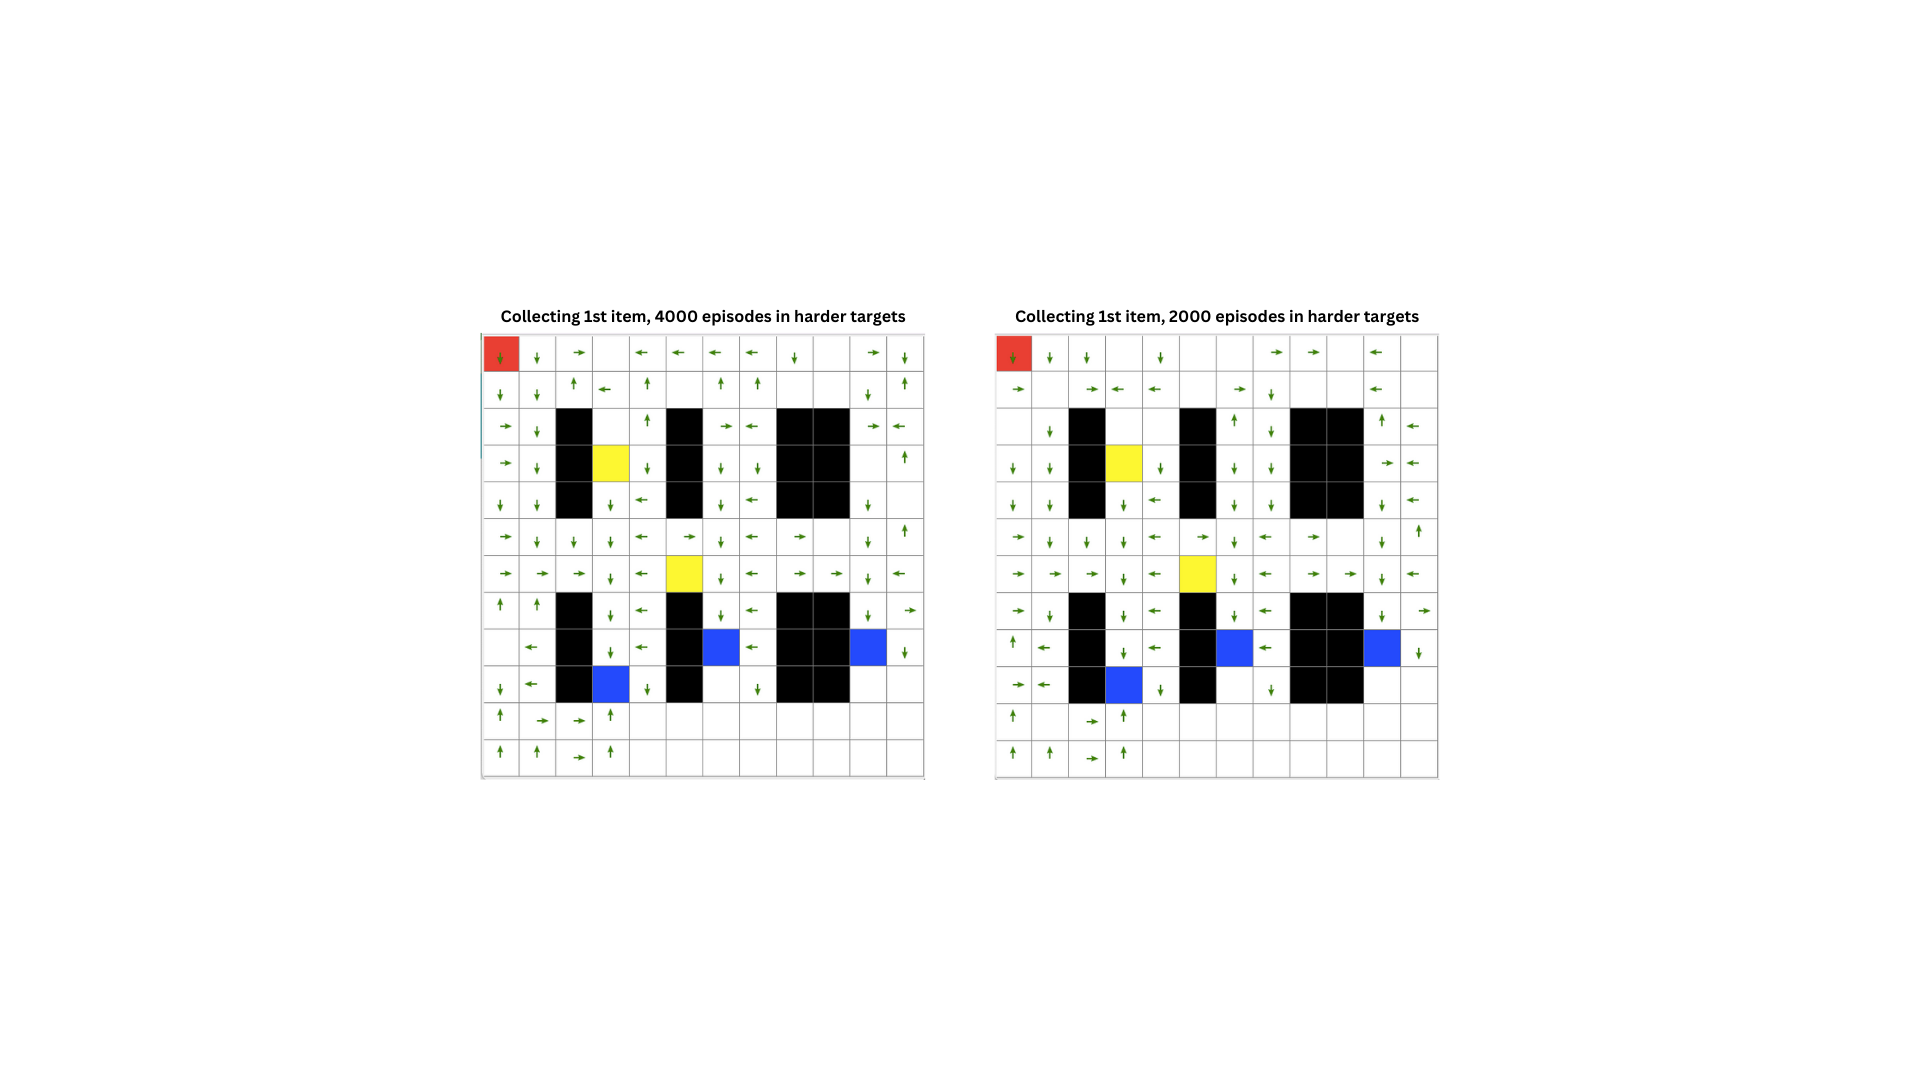 Collecting 1st item, 4000 episodes in harder targets
Collecting 1st item, 2000 episodes in harder targets